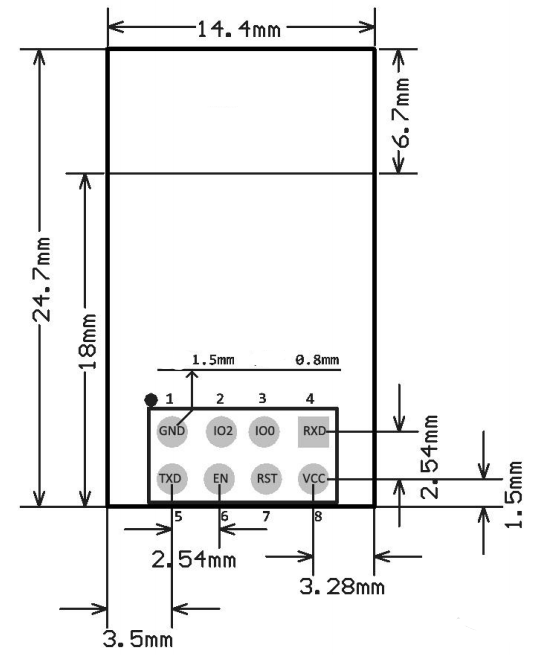 14.4mm
6.7mm
24.7mm
18mm
1.5mm 0.8mm
1 2 3 4
GND IO2 IO0 RXD
TXD EN RST VCC
2.54mm
1.5mm
5 6 7 8
2.54mm
3.28mm
3.5mm